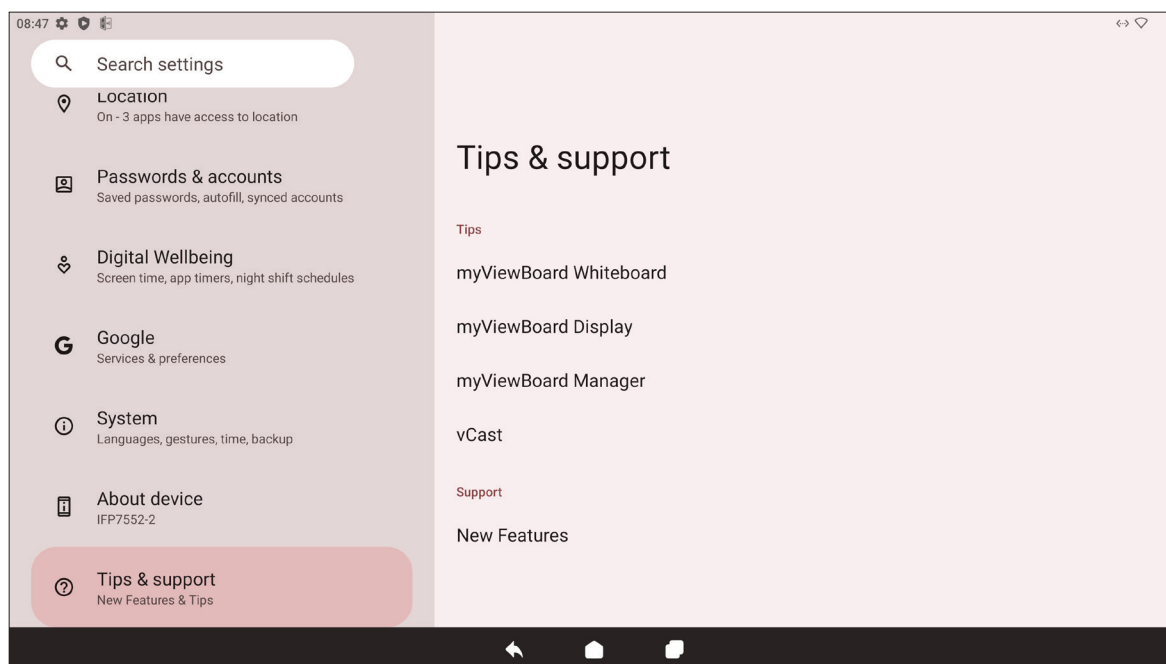 08:47
Search settings
Location
On - 3 apps have access to location
Passwords & accounts
Saved passwords, autofill, synced accounts
Digital Wellbeing
Screen time, app timers, night shift schedules
Google
Services & preferences
System
Languages, gestures, time, backup
About device
IFP7552-2
Tips & support
New Features & Tips
Tips & support
Tips
myViewBoard Whiteboard
myViewBoard Display
myViewBoard Manager
vCast
Support
New Features